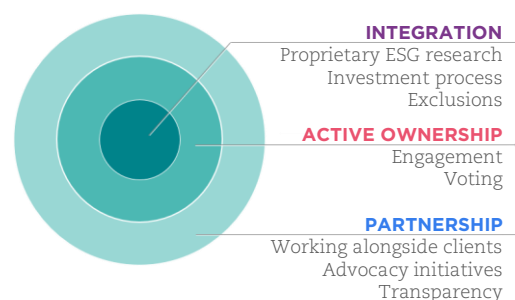 INTEGRATION
Proprietary ESG research
Investment process
Exclusions
ACTIVE OWNERSHIP
Engagement
Voting
PARTNERSHIP
Working alongside clients
Advocacy initiatives
Transparency